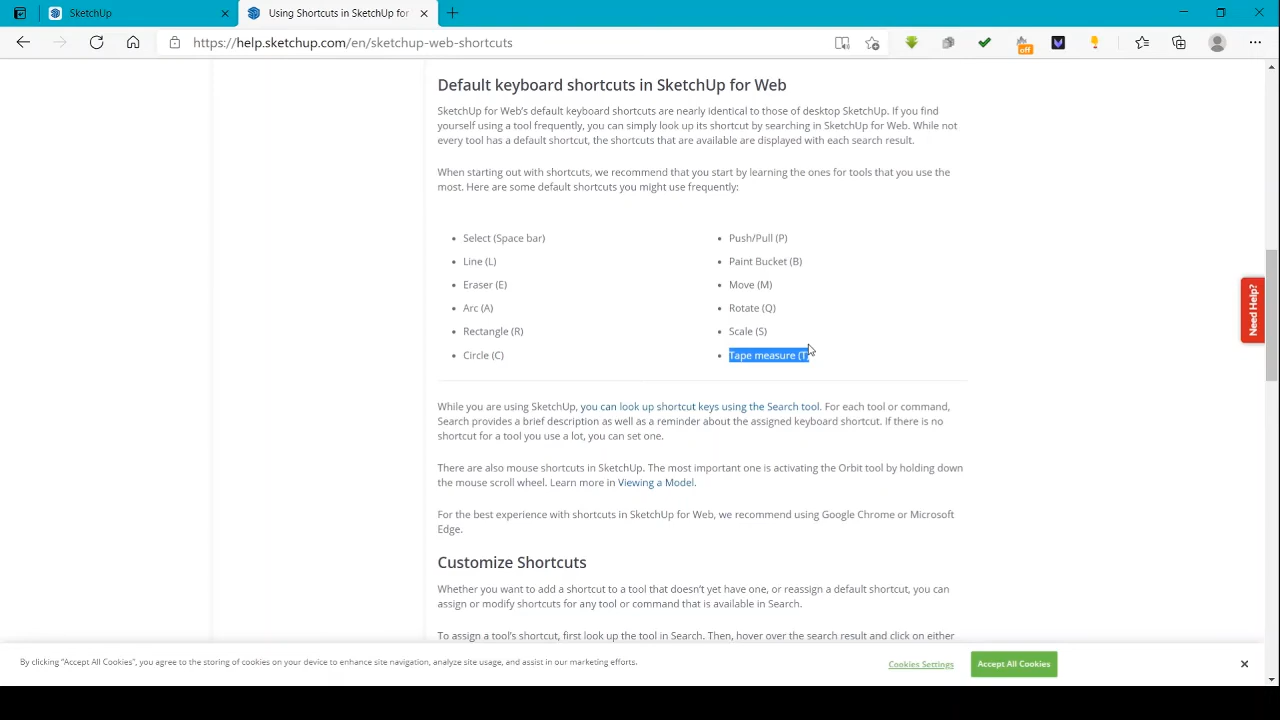 SketchUp
Using Shortcuts in SketchUp for
https://help.sketchup.com/en/sketchup-web-shortcuts
off
Default keyboard shortcuts in SketchUp for Web
SketchUp for Web's default keyboard shortcuts are nearly identical to those of desktop SketchUp. If you find
yourself using a tool frequently, you can simply look up its shortcut by searching in SketchUp for Web. While not
every tool has a default shortcut, the shortcuts that are available are displayed with each search result.
When starting out with shortcuts, we recommend that you start by learning the ones for tools that you use the
most. Here are some default shortcuts you might use frequently:
Select (Space bar)
Line (L)
Eraser (E)
Arc (A)
Rectangle (R)
Circle (C)
Push/Pull (P)
Paint Bucket (B)
Move (M)
Rotate (Q)
Scale (S)
Tape measure (T)
Need Help?
While you are using SketchUp, you can look up shortcut keys using the Search tool. For each tool or command,
Search provides a brief description as well as a reminder about the assigned keyboard shortcut. If there is no
shortcut for a tool you use a lot, you can set one.
There are also mouse shortcuts in SketchUp. The most important one is activating the Orbit tool by holding down
the mouse scroll wheel. Learn more in Viewing a Model.
For the best experience with shortcuts in SketchUp for Web, we recommend using Google Chrome or Microsoft
Edge.
Customize Shortcuts
Whether you want to add a shortcut to a tool that doesn't yet have one, or reassign a default shortcut, you can
assign or modify shortcuts for any tool or command that is available in Search.
To assign a tool's shortcut, first look up the tool in Search. Then, hover over the search result and click on either
By clicking "Accept All Cookies", you agree to the storing of cookies on your device to enhance site navigation, analyze site usage, and assist in our marketing efforts.
Cookies Settings
Accept All Cookies